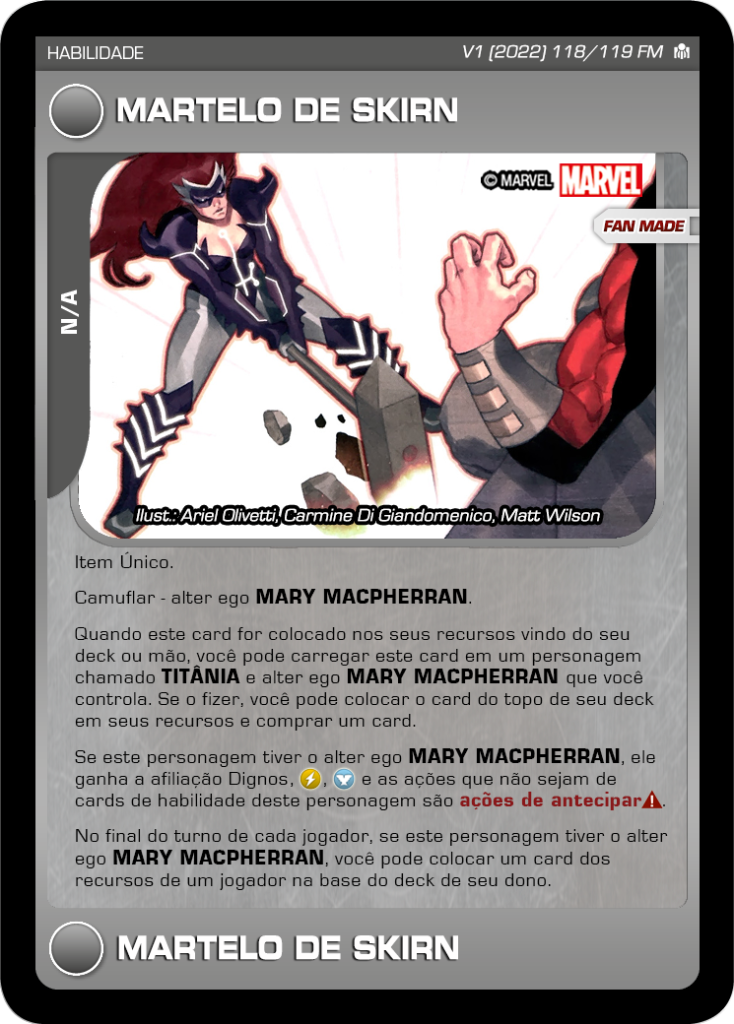 HABILIDADE
V1 (2022) 118/119 FM
MARTELO DE SKIRN
© MARVEL MARVEL
FAN MADE
N/A
Ilust.: Ariel Olivetti, Carmine Di Giandomenico, Matt Wilson
Item Único.
Camuflar - alter ego MARY MACPHERRAN.
Quando este card for colocado nos seus recursos vindo do seu
deck ou mão, você pode carregar este card em um personagem
chamado TITÂNIA e alter ego MARY MACPHERRAN que você
controla. Se o fizer, você pode colocar o card do topo de seu deck
em seus recursos e comprar um card.
Se este personagem tiver o alter ego MARY MACPHERRAN, ele
ganha a afiliação Dignos, , e as ações que não sejam de
cards de habilidade deste personagem são ações de antecipar.
No final do turno de cada jogador, se este personagem tiver o alter
ego MARY MACPHERRAN, você pode colocar um card dos
recursos de um jogador na base do deck de seu dono.
MARTELO DE SKIRN